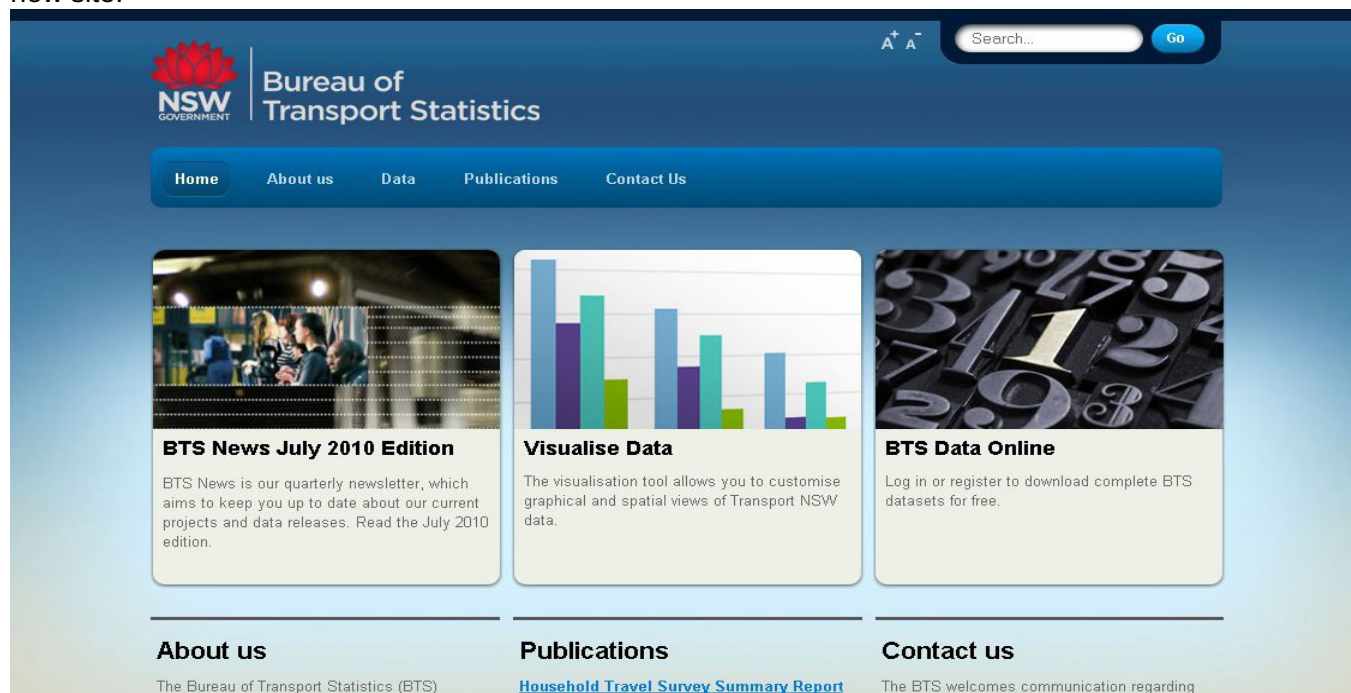 A+ A-
Search...
Go
NSW
GOVERNMENT
Bureau of
Transport Statistics
Home
About us
Data
Publications
Contact Us
BTS News July 2010 Edition
BTS News is our quarterly newsletter, which
aims to keep you up to date about our current
projects and data releases. Read the July 2010
edition.
Visualise Data
The visualisation tool allows you to customise
graphical and spatial views of Transport NSW
data.
BTS Data Online
Log in or register to download complete BTS
datasets for free.
About us
The Bureau of Transport Statistics (BTS)
Publications
Household Travel Survey Summary Report
Contact us
The BTS welcomes communication regarding